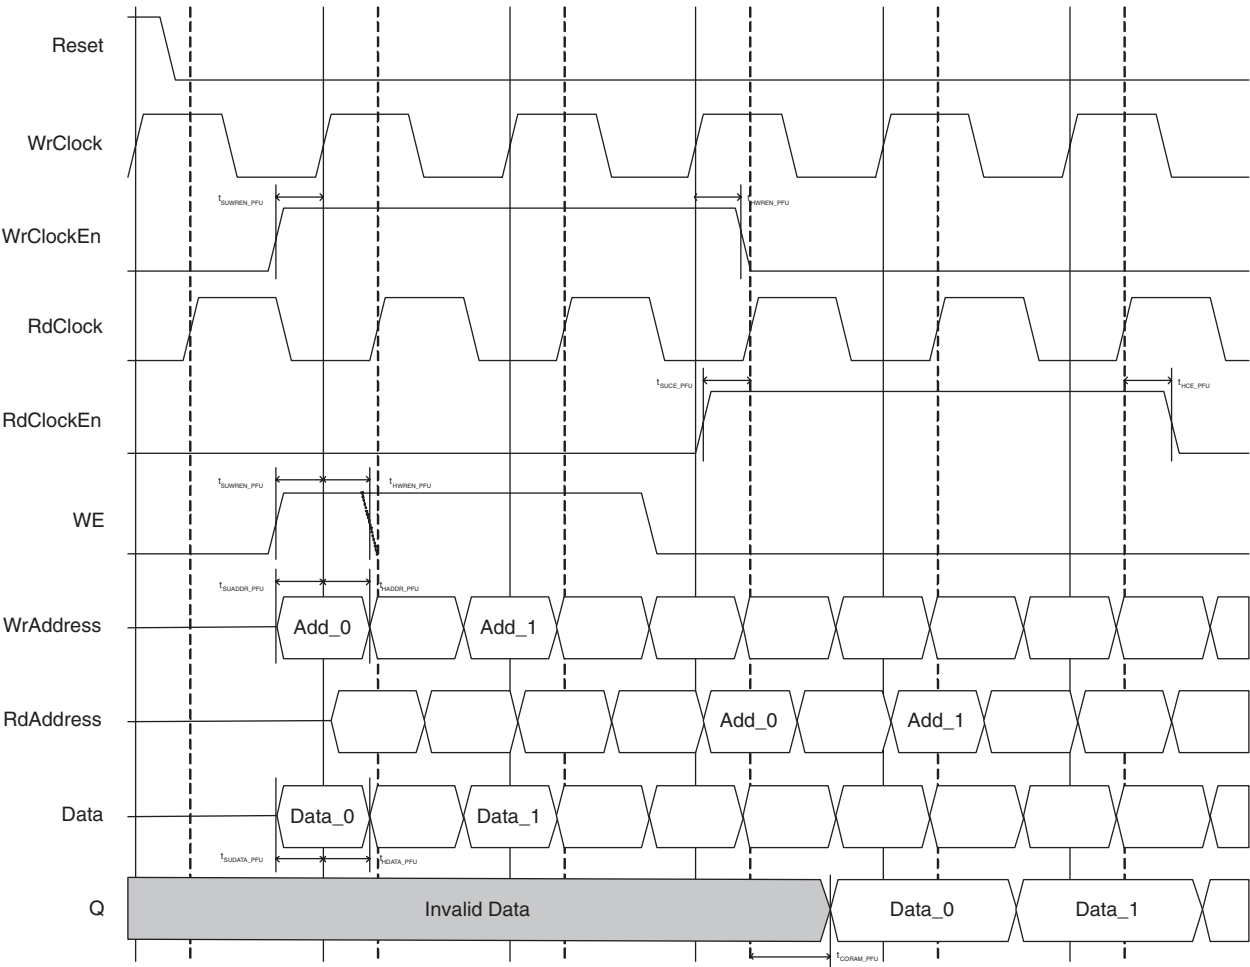 Reset
WrClock
tSUWREN_PFU tHWREN_PFU
WrClockEn
RdClock
tSUCE_PFU tHCE_PFU
RdClockEn
tSUWREN_PFU tHWREN_PFU
WE
tSUADDR_PFU tHADDR_PFU
WrAddress Add_0 Add_1
RdAddress Add_0 Add_1
Data Data_0 Data_1
tSUDATA_PFU tHDATA_PFU
Q Invalid Data Data_0 Data_1
tCORAM_PFU